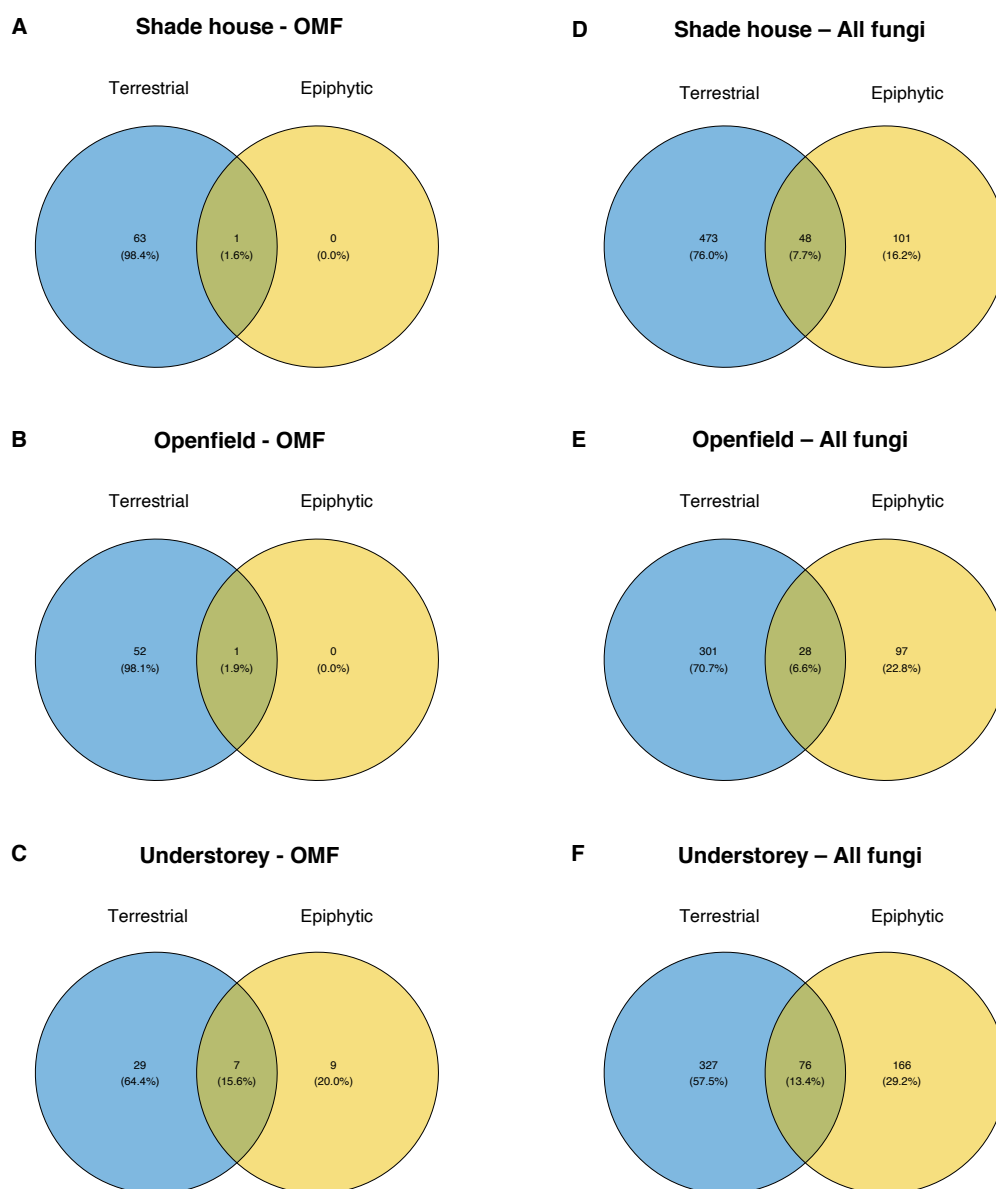 A
Shade house - OMF
Terrestrial
Epiphytic
63
(98.4%)
1
(1.6%)
0
(0.0%)
D
Shade house – All fungi
Terrestrial
Epiphytic
473
(76.0%)
48
(7.7%)
101
(16.2%)
B
Openfield - OMF
Terrestrial
Epiphytic
52
(98.1%)
1
(1.9%)
0
(0.0%)
E
Openfield – All fungi
Terrestrial
Epiphytic
301
(70.7%)
28
(6.6%)
97
(22.8%)
C
Understorey - OMF
Terrestrial
Epiphytic
29
(64.4%)
7
(15.6%)
9
(20.0%)
F
Understorey – All fungi
Terrestrial
Epiphytic
327
(57.5%)
76
(13.4%)
166
(29.2%)